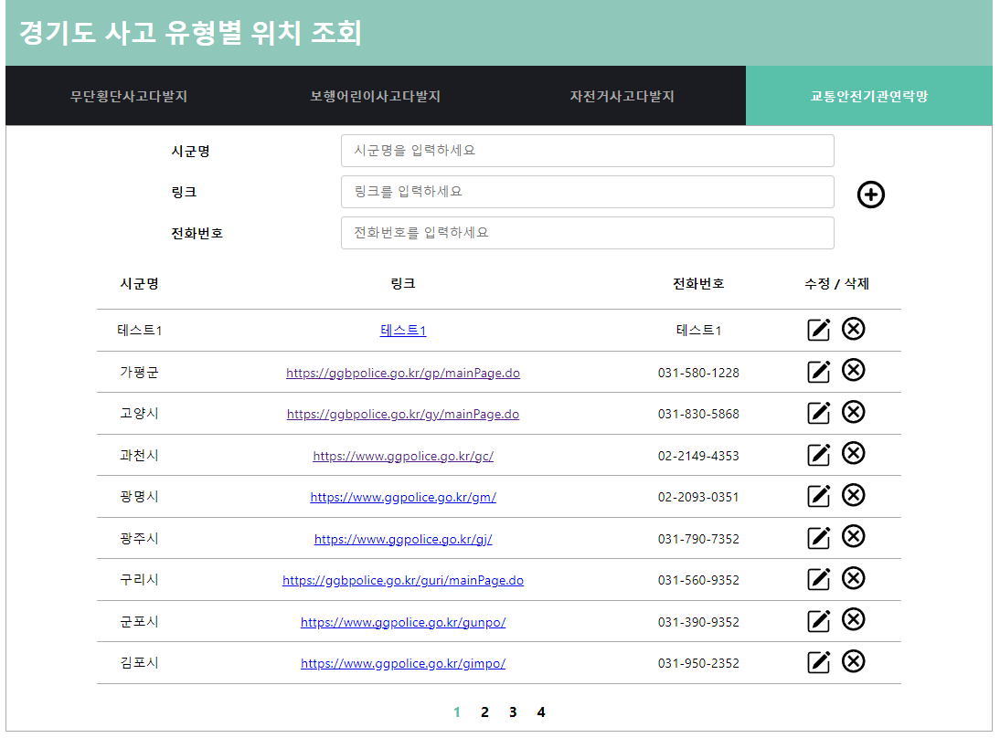 경기도 사고 유형별 위치 조회
무단횡단사고다발지 보행어린이사고다발지 자전거사고다발지 교통안전기관연락망
시군명 시군명을 입력하세요
링크 링크를 입력하세요
전화번호 전화번호를 입력하세요
시군명 링크 전화번호 수정 / 삭제
테스트1 테스트1 테스트1
가평군 https://ggbpolice.go.kr/gp/mainPage.do 031-580-1228
고양시 https://ggbpolice.go.kr/gy/mainPage.do 031-830-5868
과천시 https://www.ggpolice.go.kr/gc/ 02-2149-4353
광명시 https://www.ggpolice.go.kr/gm/ 02-2093-0351
광주시 https://www.ggpolice.go.kr/gj/ 031-790-7352
구리시 https://ggbpolice.go.kr/guri/mainPage.do 031-560-9352
군포시 https://www.ggpolice.go.kr/gunpo/ 031-390-9352
김포시 https://www.ggpolice.go.kr/gimpo/ 031-950-2352
1 2 3 4